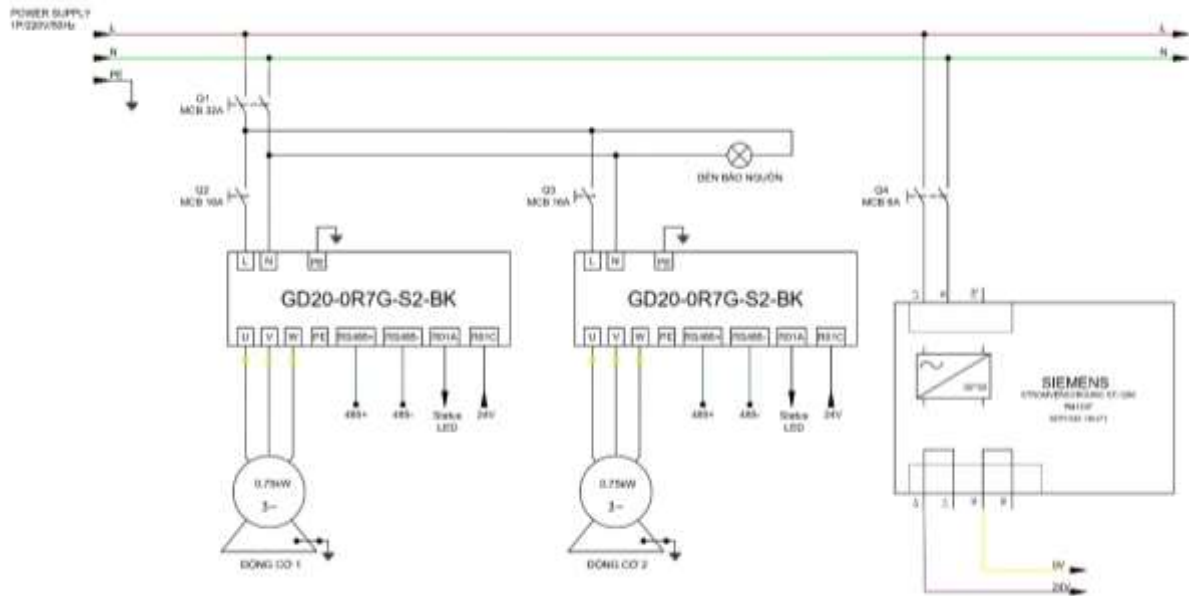 POWER SUPPLY
1P/220V/50Hz
L
L
N
N
PE
Q1
MCB 32A
ĐÈN BÁO NGUỒN
Q2
MCB 16A
Q3
MCB 16A
Q4
MCB 6A
L N PE
L N PE
GD20-0R7G-S2-BK
GD20-0R7G-S2-BK
U V W PE RS485+ RS485- RO1A RO1C
U V W PE RS485+ RS485- RO1A RO1C
SIEMENS
485+ 485- Status LED 24V
485+ 485- Status LED 24V
0.75kW
3~
0.75kW
3~
ĐỘNG CƠ 1
ĐỘNG CƠ 2
0V
24V